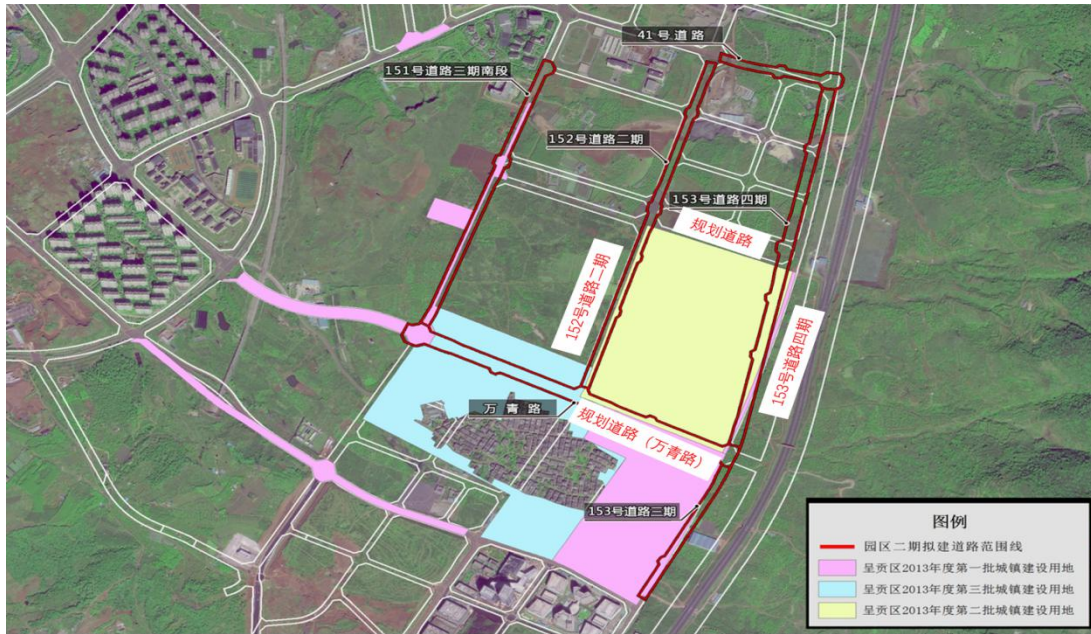 41号道路
151号道路三期南段
152号道路二期
153号道路四期
规划道路
152号道路二期
153号道路四期
万青路
规划道路（万青路）
153号道路三期
图例
园区二期拟建道路范围线
呈贡区2013年度第一批城镇建设用地
呈贡区2013年度第三批城镇建设用地
呈贡区2013年度第二批城镇建设用地